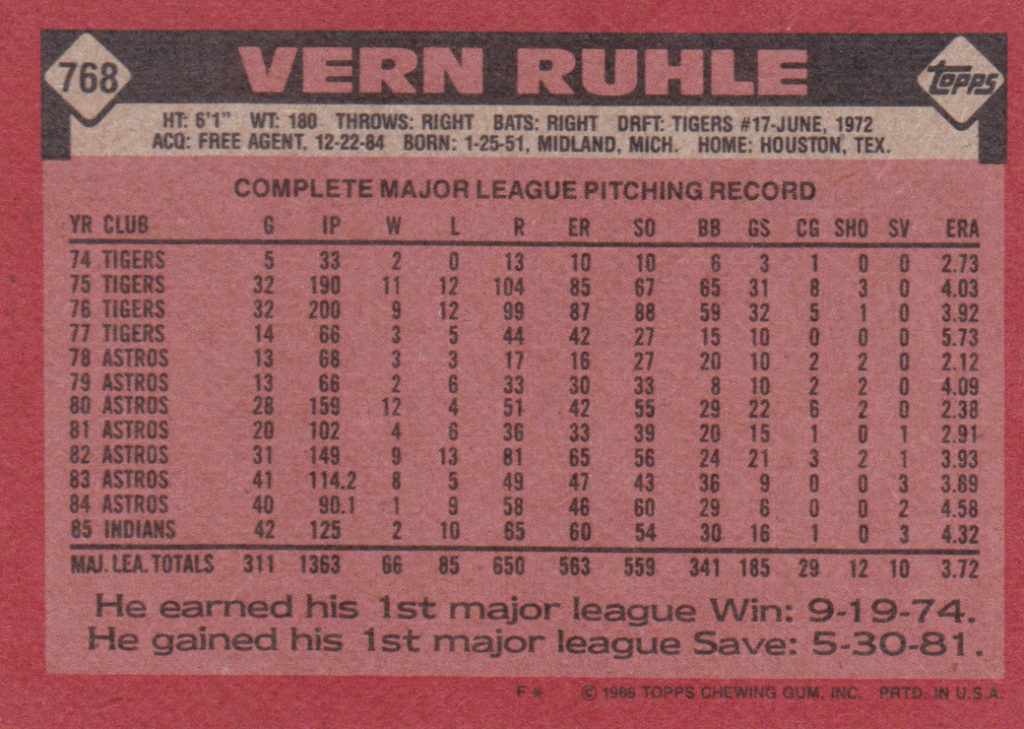 768 VERN RUHLE TOPPS
HT: 6'1" WT: 180 THROWS: RIGHT BATS: RIGHT DRFT: TIGERS #17-JUNE, 1972
ACQ: FREE AGENT, 12-22-84 BORN: 1-25-51, MIDLAND, MICH. HOME: HOUSTON, TEX.
COMPLETE MAJOR LEAGUE PITCHING RECORD
YR CLUB G IP W L R ER SO BB GS CG SHO SV ERA
74 TIGERS 5 33 2 0 13 10 10 6 3 1 0 0 2.73
75 TIGERS 32 190 11 12 104 85 67 65 31 8 3 0 4.03
76 TIGERS 32 200 9 12 99 87 88 59 32 5 1 0 3.92
77 TIGERS 14 66 3 5 44 42 27 15 10 0 0 0 5.73
78 ASTROS 13 68 3 3 17 16 27 20 10 2 2 0 2.12
79 ASTROS 13 66 2 6 33 30 33 8 10 2 2 0 4.09
80 ASTROS 28 159 12 4 51 42 55 29 22 6 2 0 2.38
81 ASTROS 20 102 4 6 36 33 39 20 15 1 0 1 2.91
82 ASTROS 31 149 9 13 81 65 56 24 21 3 2 1 3.93
83 ASTROS 41 114.2 8 5 49 47 43 36 9 0 0 3 3.89
84 ASTROS 40 90.1 1 9 58 46 60 29 6 0 0 2 4.58
85 INDIANS 42 125 2 10 65 60 54 30 16 1 0 3 4.32
MAJ. LEA. TOTALS 311 1363 66 85 650 563 559 341 185 29 12 10 3.72
He earned his 1st major league Win: 9-19-74.
He gained his 1st major league Save: 5-30-81.
F * © 1986 TOPPS CHEWING GUM, INC. PRTD. IN U.S.A.